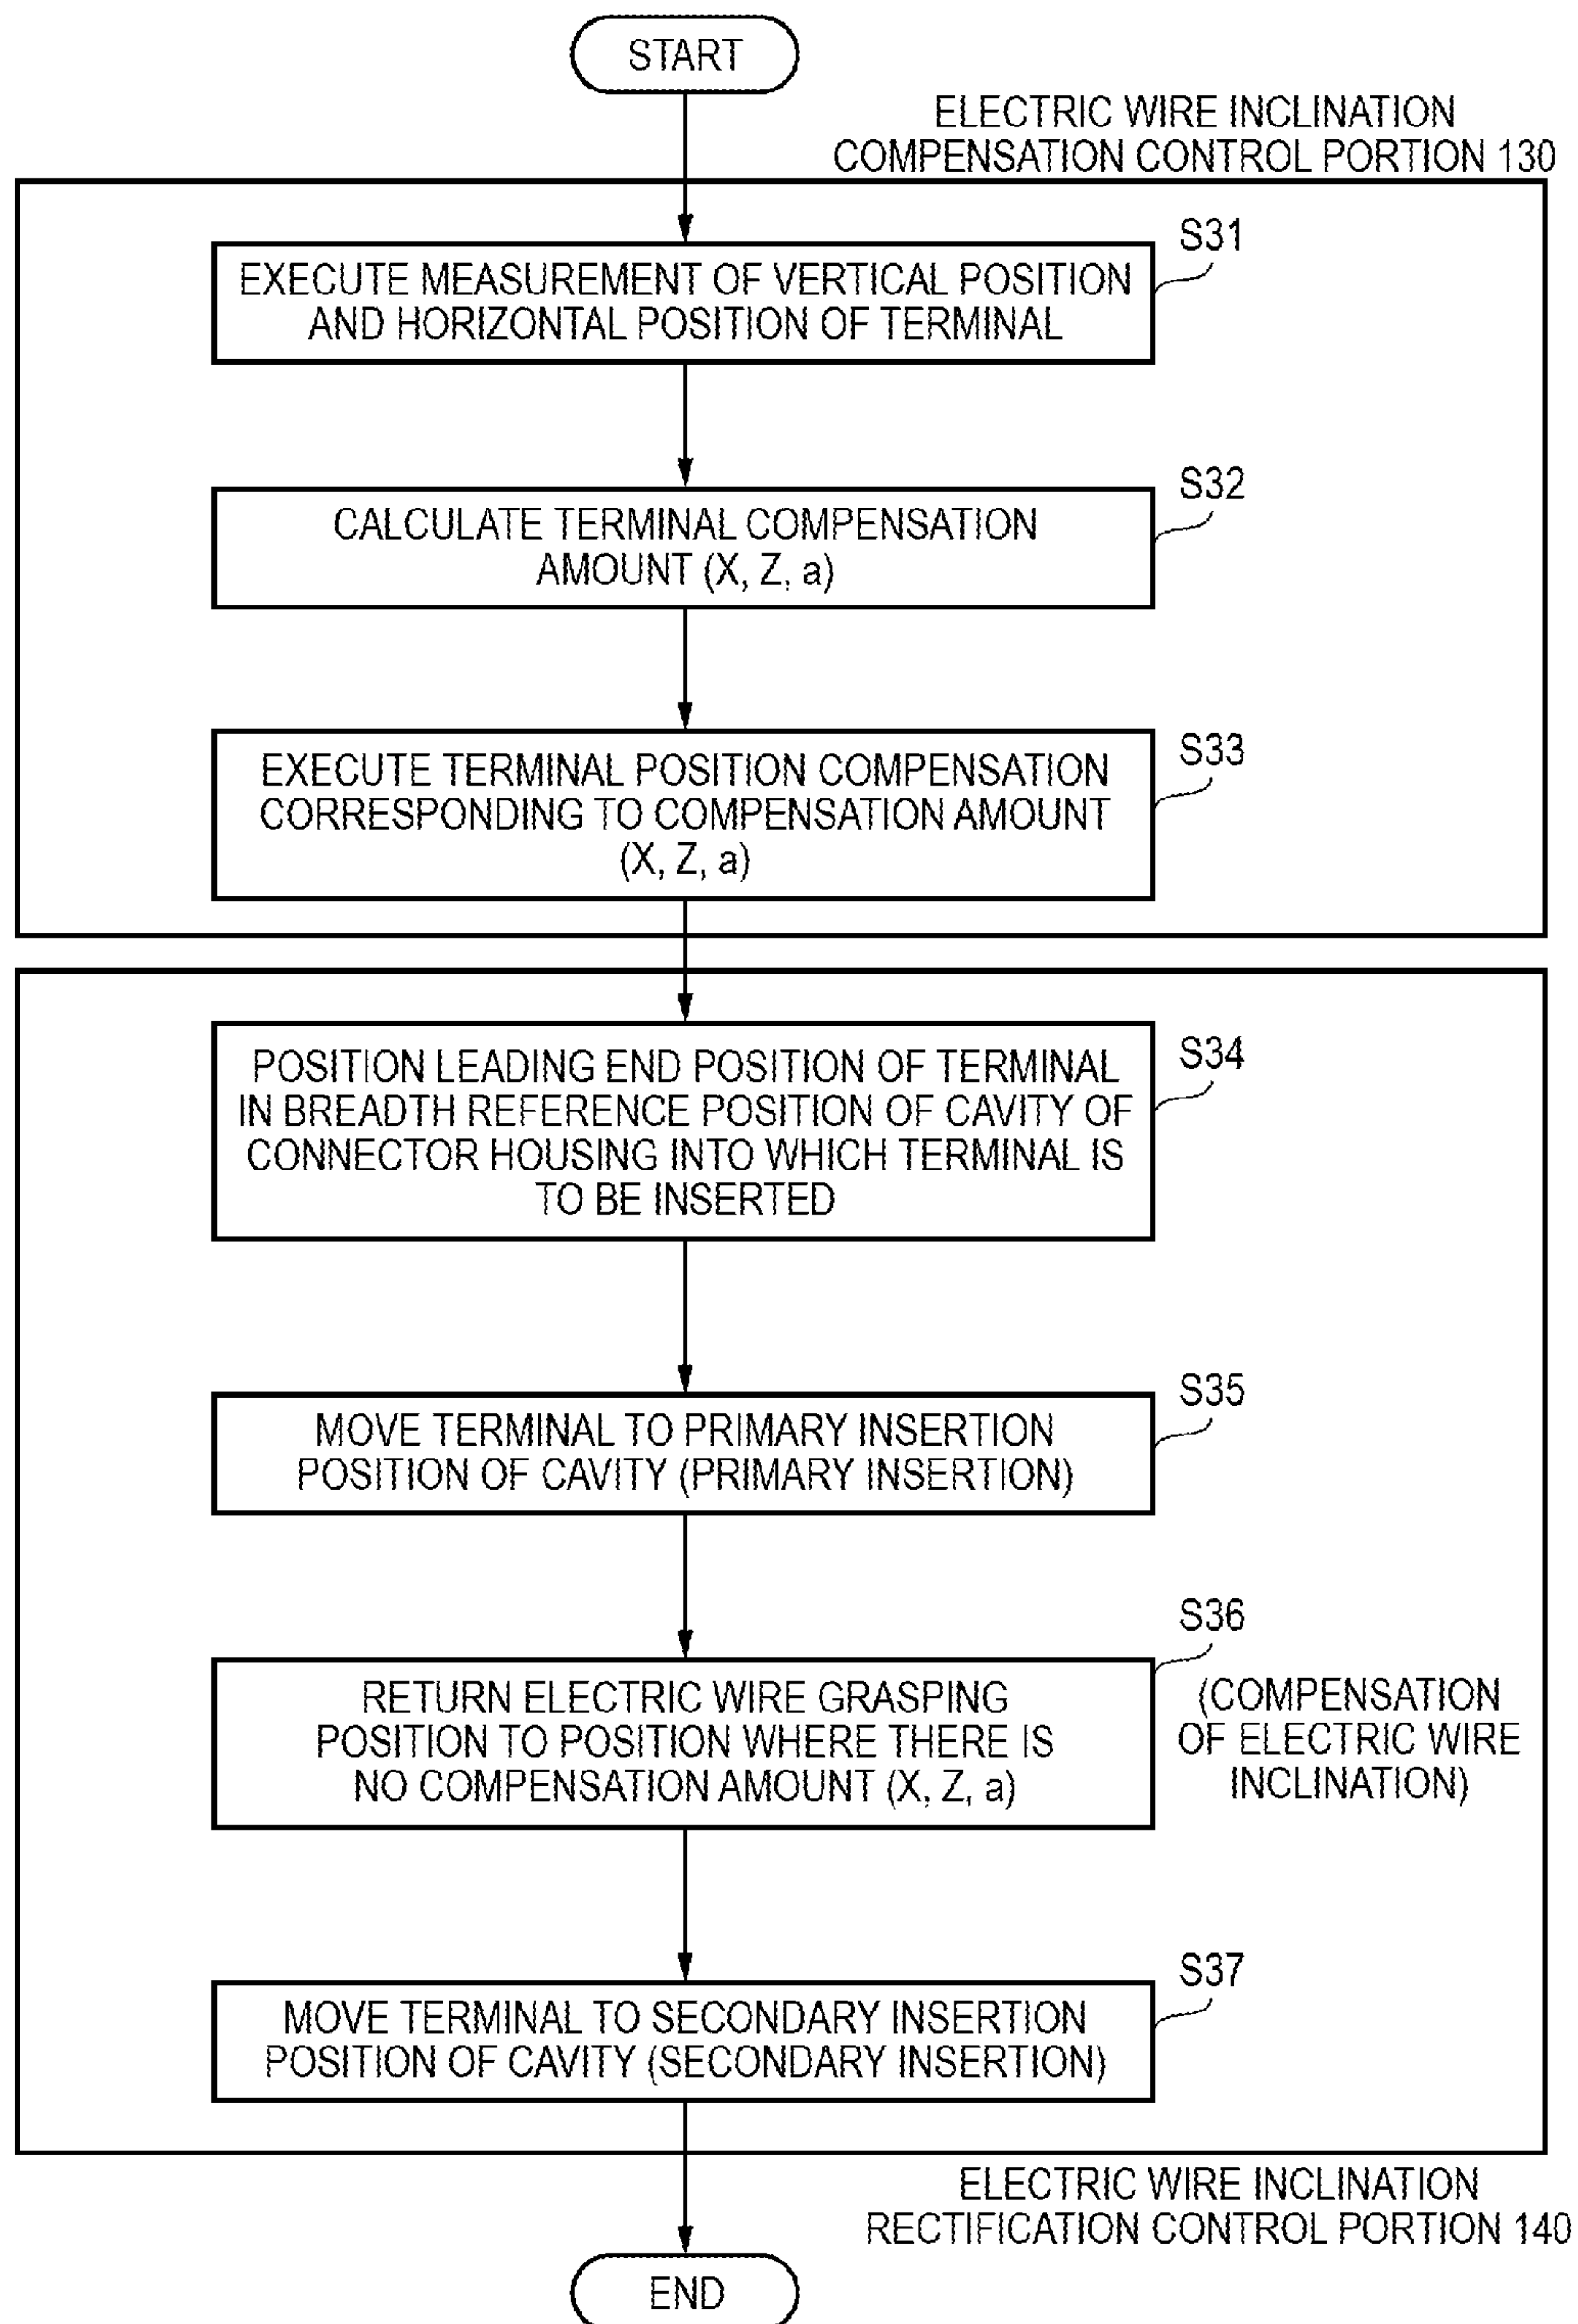 START
ELECTRIC WIRE INCLINATION
COMPENSATION CONTROL PORTION 130
S31
EXECUTE MEASUREMENT OF VERTICAL POSITION
AND HORIZONTAL POSITION OF TERMINAL
S32
CALCULATE TERMINAL COMPENSATION
AMOUNT (X, Z, a)
S33
EXECUTE TERMINAL POSITION COMPENSATION
CORRESPONDING TO COMPENSATION AMOUNT
(X, Z, a)
S34
POSITION LEADING END POSITION OF TERMINAL
IN BREADTH REFERENCE POSITION OF CAVITY OF
CONNECTOR HOUSING INTO WHICH TERMINAL IS
TO BE INSERTED
S35
MOVE TERMINAL TO PRIMARY INSERTION
POSITION OF CAVITY (PRIMARY INSERTION)
S36
RETURN ELECTRIC WIRE GRASPING
POSITION TO POSITION WHERE THERE IS
NO COMPENSATION AMOUNT (X, Z, a)
(COMPENSATION
OF ELECTRIC WIRE
INCLINATION)
S37
MOVE TERMINAL TO SECONDARY INSERTION
POSITION OF CAVITY (SECONDARY INSERTION)
ELECTRIC WIRE INCLINATION
RECTIFICATION CONTROL PORTION 140
END